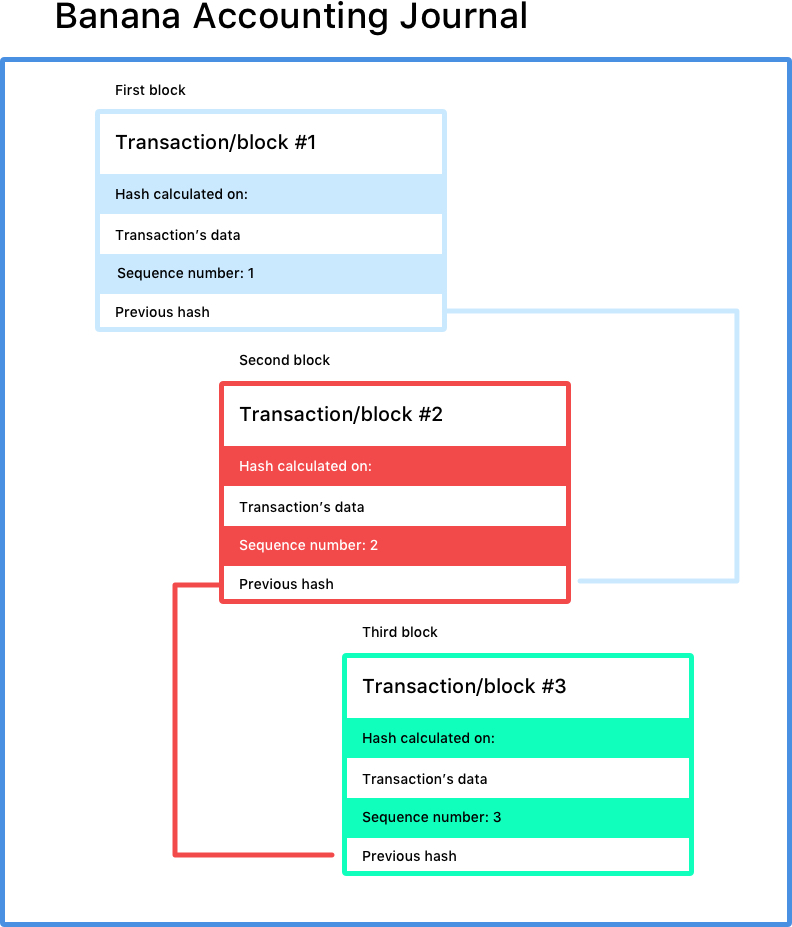 Banana Accounting Journal
First block
Transaction/block #1
Hash calculated on:
Transaction’s data
Sequence number: 1
Previous hash
Second block
Transaction/block #2
Hash calculated on:
Transaction’s data
Sequence number: 2
Previous hash
Third block
Transaction/block #3
Hash calculated on:
Transaction’s data
Sequence number: 3
Previous hash